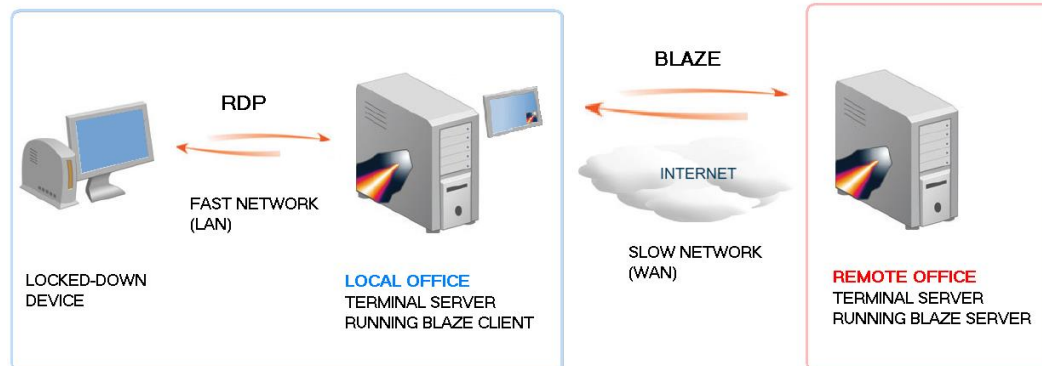 RDP
FAST NETWORK
(LAN)
LOCKED-DOWN
DEVICE
LOCAL OFFICE
TERMINAL SERVER
RUNNING BLAZE CLIENT
BLAZE
INTERNET
SLOW NETWORK
(WAN)
REMOTE OFFICE
TERMINAL SERVER
RUNNING BLAZE SERVER